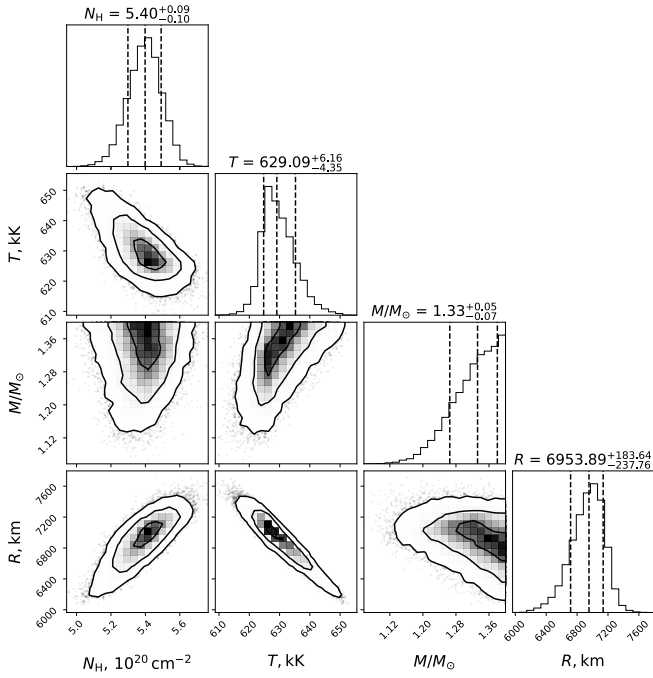 N_H = 5.40^{+0.09}_{-0.10}
T = 629.09^{+6.16}_{-4.35}
650
640
630
620
610
T, kK
M/M_⊙ = 1.33^{+0.05}_{-0.07}
1.36
1.28
1.20
1.12
M/M_⊙
R = 6953.89^{+183.64}_{-237.76}
7600
7200
6800
6400
6000
R, km
5.0 5.2 5.4 5.6
610 620 630 640 650
1.12 1.20 1.28 1.36
6000 6400 6800 7200 7600
N_H, 10^{20} cm^{-2} T, kK M/M_⊙ R, km